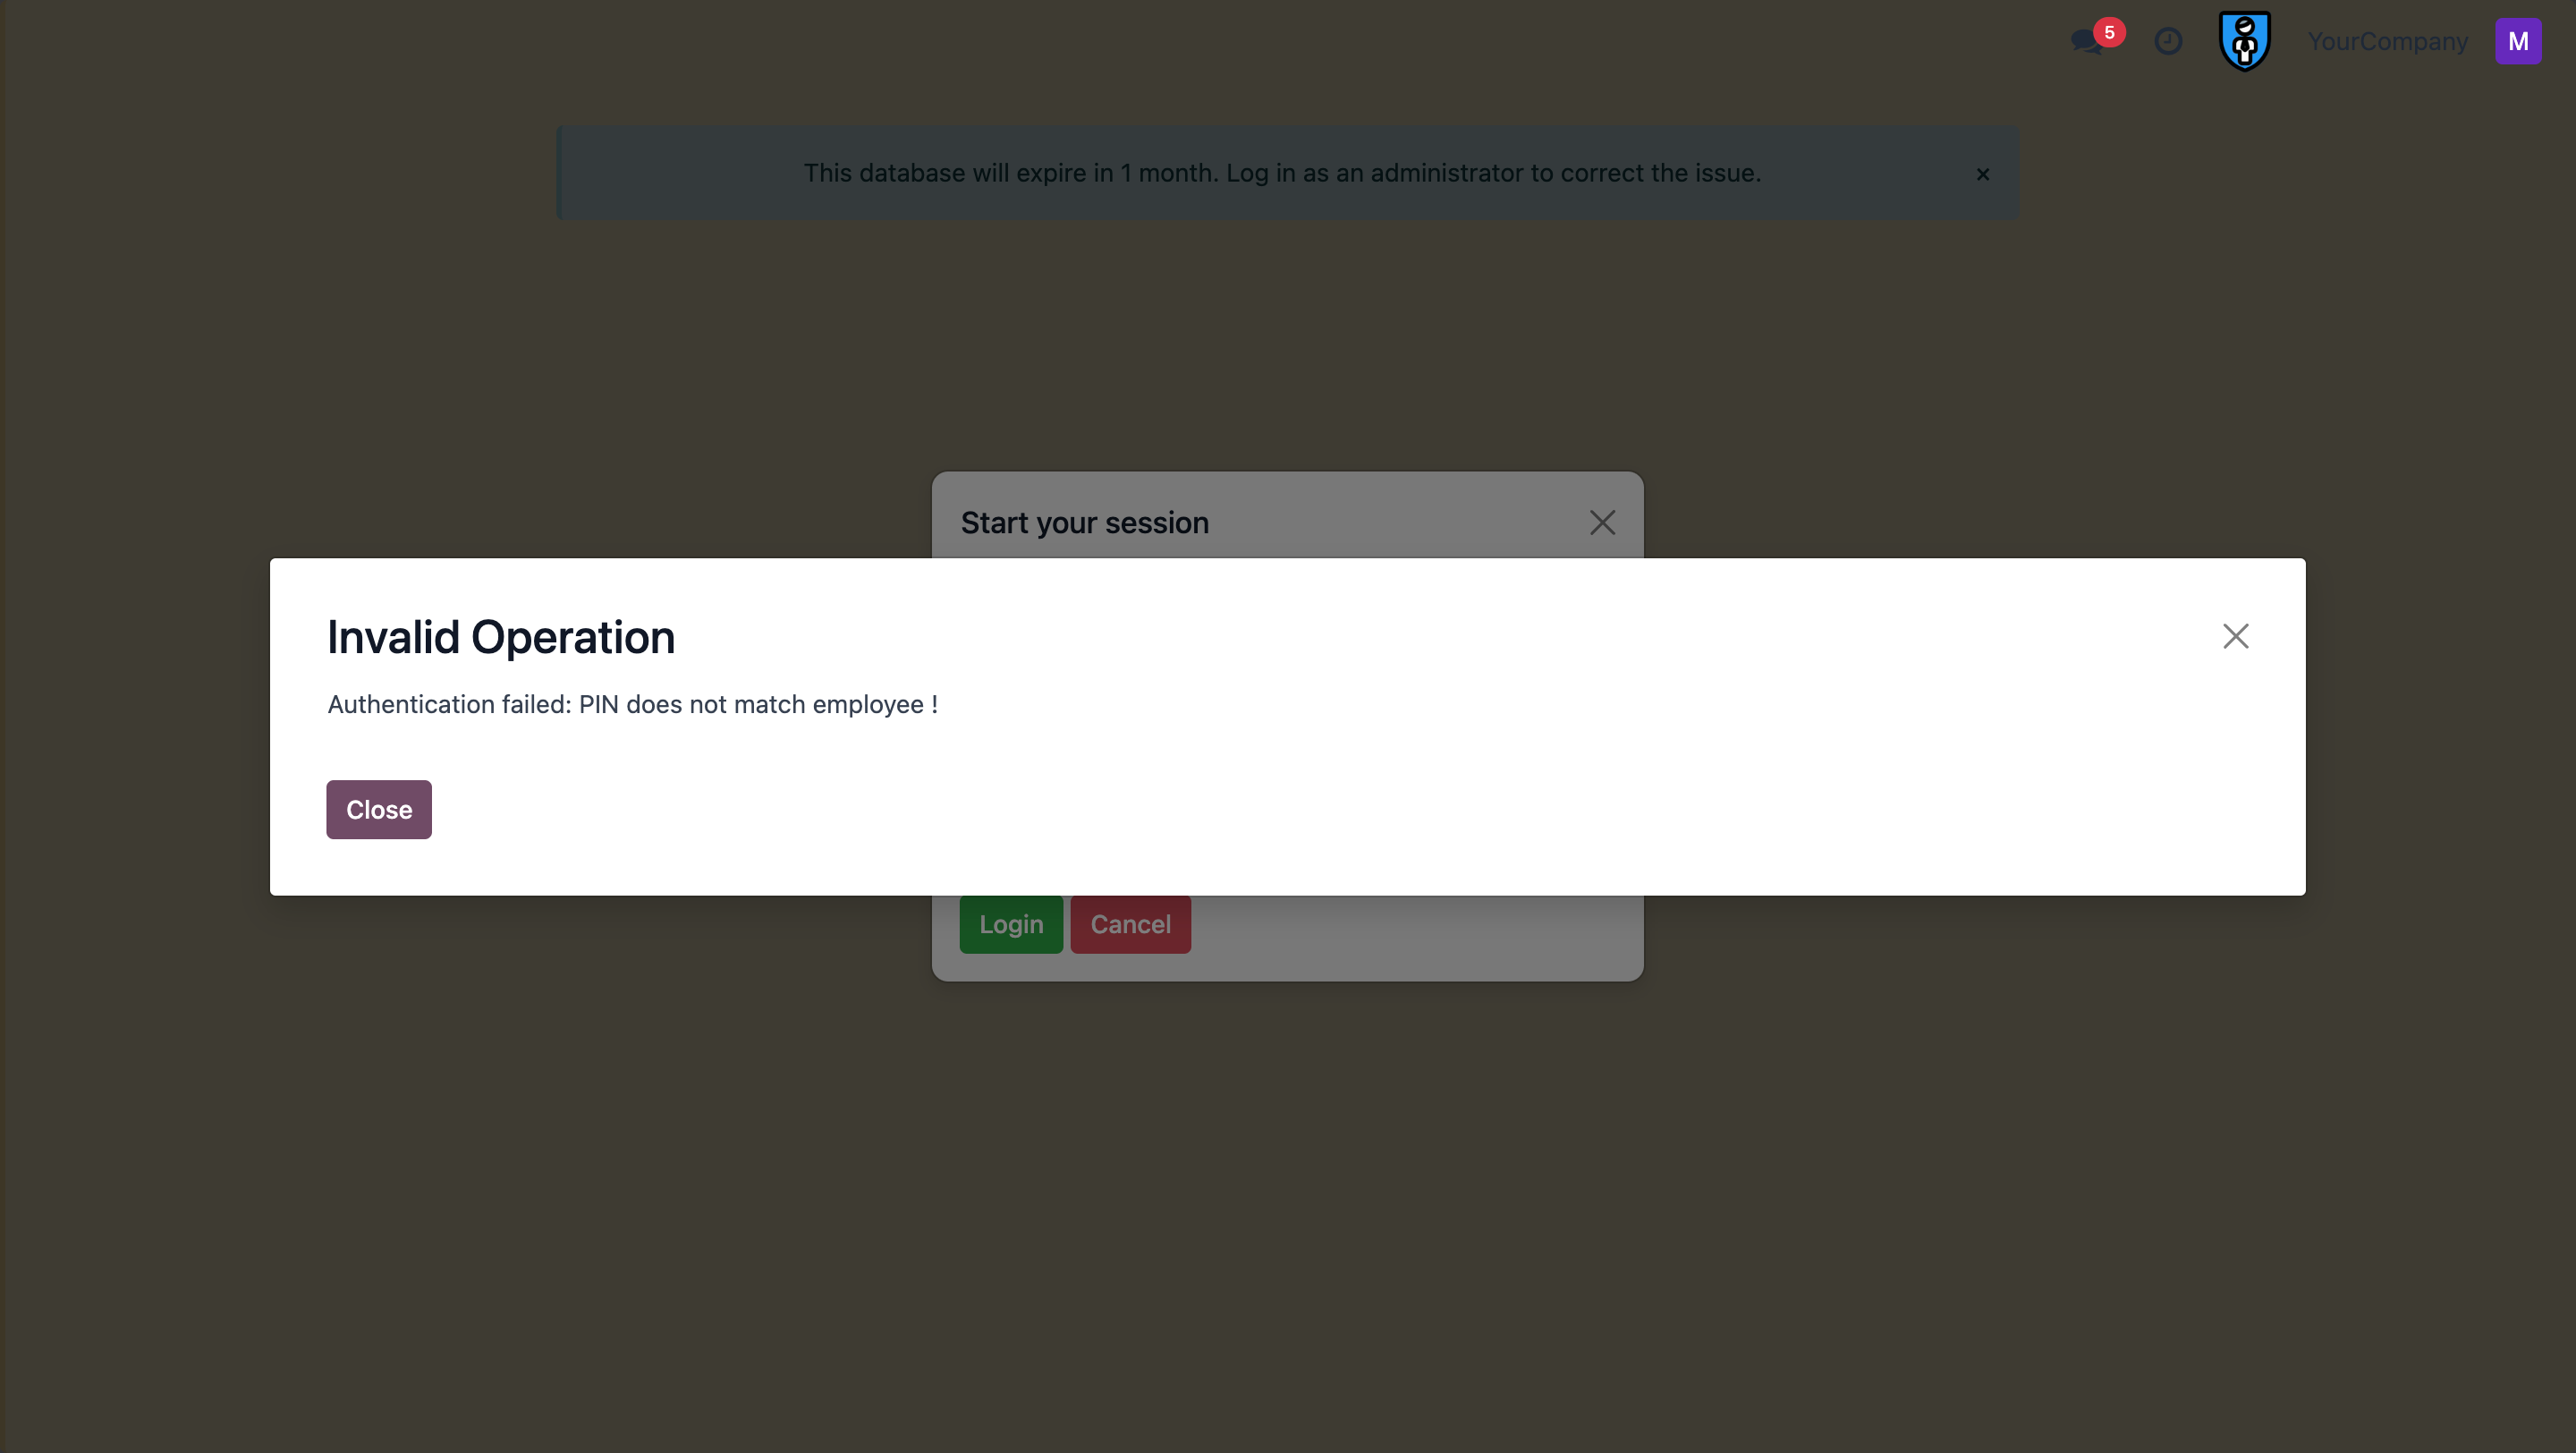 5
YourCompany
M
This database will expire in 1 month. Log in as an administrator to correct the issue.
×
Start your session
Invalid Operation
Authentication failed: PIN does not match employee !
Close
Login
Cancel